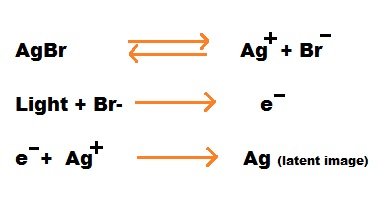 AgBr ⇌ Ag⁺ + Br⁻
Light + Br- → e⁻
e⁻ + Ag⁺ → Ag (latent image)